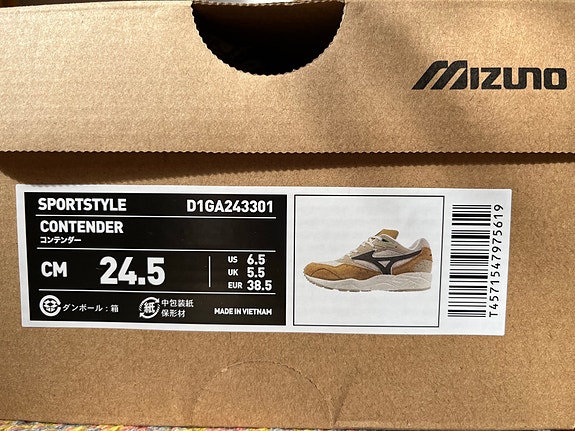 MIZUNO
SPORTSTYLE D1GA243301
CONTENDER
コンテンダー
CM 24.5
US 6.5
UK 5.5
EUR 38.5
ダンボール：箱
紙 中包装紙
保形材
MADE IN VIETNAM
T4571547975619